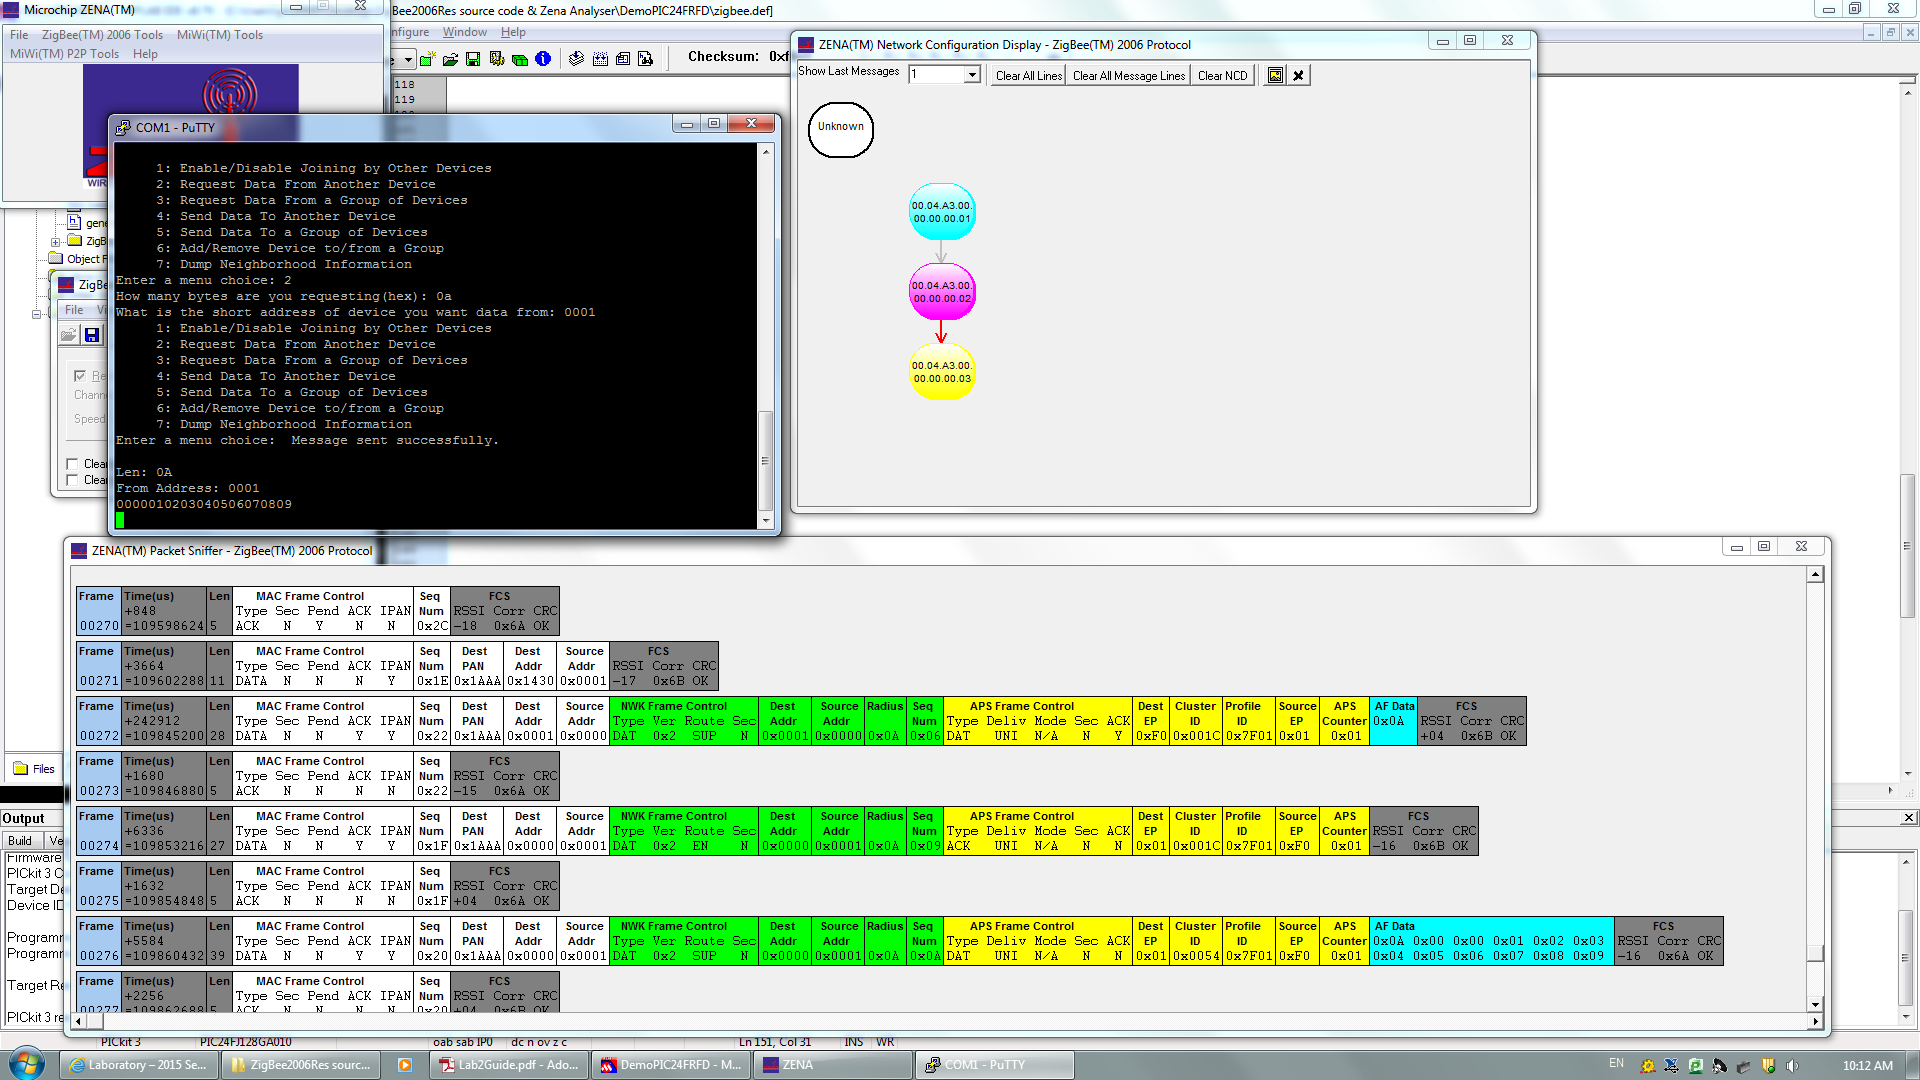 Microchip ZENA(TM)
File ZigBee(TM) 2006 Tools MiWi(TM) Tools
MiWi(TM) P2P Tools Help
Bee2006Res source code & Zena Analyser\DemoPIC24FRFD\zigbee.def]
nfigure Window Help
Checksum: 0xf
118
119
COM1 - PuTTY
1: Enable/Disable Joining by Other Devices
2: Request Data From Another Device
3: Request Data From a Group of Devices
4: Send Data To Another Device
5: Send Data To a Group of Devices
6: Add/Remove Device to/from a Group
7: Dump Neighborhood Information
Enter a menu choice: 2
How many bytes are you requesting(hex): 0a
What is the short address of device you want data from: 0001
1: Enable/Disable Joining by Other Devices
2: Request Data From Another Device
3: Request Data From a Group of Devices
4: Send Data To Another Device
5: Send Data To a Group of Devices
6: Add/Remove Device to/from a Group
7: Dump Neighborhood Information
Enter a menu choice:  Message sent successfully.
Len: 0A
From Address: 0001
0000010203040506070809
WIR
gene
ZigB
Object F
ZigBe
File Vi
Re
Chann
Speed
Clea
Clea
ZENA(TM) Network Configuration Display - ZigBee(TM) 2006 Protocol
Show Last Messages 1 Clear All Lines Clear All Message Lines Clear NCD
Unknown
00.04.A3.00.
00.00.00.01
00.04.A3.00.
00.00.00.02
00.04.A3.00.
00.00.00.03
ZENA(TM) Packet Sniffer - ZigBee(TM) 2006 Protocol
Frame Time(us) Len MAC Frame Control Seq FCS
+848 Type Sec Pend ACK IPAN Num RSSI Corr CRC
00270 =109598624 5 ACK N Y N N 0x2C -18 0x6A OK
Frame Time(us) Len MAC Frame Control Seq Dest Dest Source FCS
+3664 Type Sec Pend ACK IPAN Num PAN Addr Addr RSSI Corr CRC
00271 =109602288 11 DATA N N N Y 0x1E 0x1AAA 0x1430 0x0001 -17 0x6B OK
Frame Time(us) Len MAC Frame Control Seq Dest Dest Source NWK Frame Control Dest Source Radius Seq APS Frame Control Dest Cluster Profile Source APS AF Data FCS
+242912 Type Sec Pend ACK IPAN Num PAN Addr Addr Type Ver Route Sec Addr Addr Num Type Deliv Mode Sec ACK EP ID ID EP Counter 0x0A RSSI Corr CRC
00272 =109845200 28 DATA N N Y Y 0x22 0x1AAA 0x0001 0x0000 DAT 0x2 SUP N 0x0001 0x0000 0x0A 0x06 DAT UNI N/A N Y 0xF0 0x001C 0x7F01 0x01 0x01 +04 0x6B OK
Frame Time(us) Len MAC Frame Control Seq FCS
+1680 Type Sec Pend ACK IPAN Num RSSI Corr CRC
00273 =109846880 5 ACK N N N N 0x22 -15 0x6A OK
Frame Time(us) Len MAC Frame Control Seq Dest Dest Source NWK Frame Control Dest Source Radius Seq APS Frame Control Dest Cluster Profile Source APS FCS
+6336 Type Sec Pend ACK IPAN Num PAN Addr Addr Type Ver Route Sec Addr Addr Num Type Deliv Mode Sec ACK EP ID ID EP Counter RSSI Corr CRC
00274 =109853216 27 DATA N N Y Y 0x1F 0x1AAA 0x0000 0x0001 DAT 0x2 EN N 0x0000 0x0001 0x0A 0x09 ACK UNI N/A N N 0x01 0x001C 0x7F01 0xF0 0x01 -16 0x6B OK
Frame Time(us) Len MAC Frame Control Seq FCS
+1632 Type Sec Pend ACK IPAN Num RSSI Corr CRC
00275 =109854848 5 ACK N N N N 0x1F +04 0x6A OK
Frame Time(us) Len MAC Frame Control Seq Dest Dest Source NWK Frame Control Dest Source Radius Seq APS Frame Control Dest Cluster Profile Source APS AF Data FCS
+5584 Type Sec Pend ACK IPAN Num PAN Addr Addr Type Ver Route Sec Addr Addr Num Type Deliv Mode Sec ACK EP ID ID EP Counter 0x0A 0x00 0x00 0x01 0x02 0x03 RSSI Corr CRC
00276 =109860432 39 DATA N N Y Y 0x20 0x1AAA 0x0000 0x0001 DAT 0x2 SUP N 0x0000 0x0001 0x0A 0x0A DAT UNI N/A N N 0x01 0x0054 0x7F01 0xF0 0x01 0x04 0x05 0x06 0x07 0x08 0x09 -16 0x6A OK
Frame Time(us) Len MAC Frame Control Seq FCS
+2256 Type Sec Pend ACK IPAN Num RSSI Corr CRC
00277 =109862688 5 ACK N N N N 0x20 +04 0x6A OK
Files
Output
Build Ve
Firmware
PICkit 3 C
Target De
Device ID
Programm
Programm
Target Re
PICkit 3 re
PICkit 3 PIC24FJ128GA010 oab sab IP0 dc n ov z c Ln 151, Col 31 INS WR
Laboratory – 2015 Se... ZigBee2006Res sourc... Lab2Guide.pdf - Ado... DemoPIC24FRFD - M... ZENA COM1 - PuTTY EN 10:12 AM